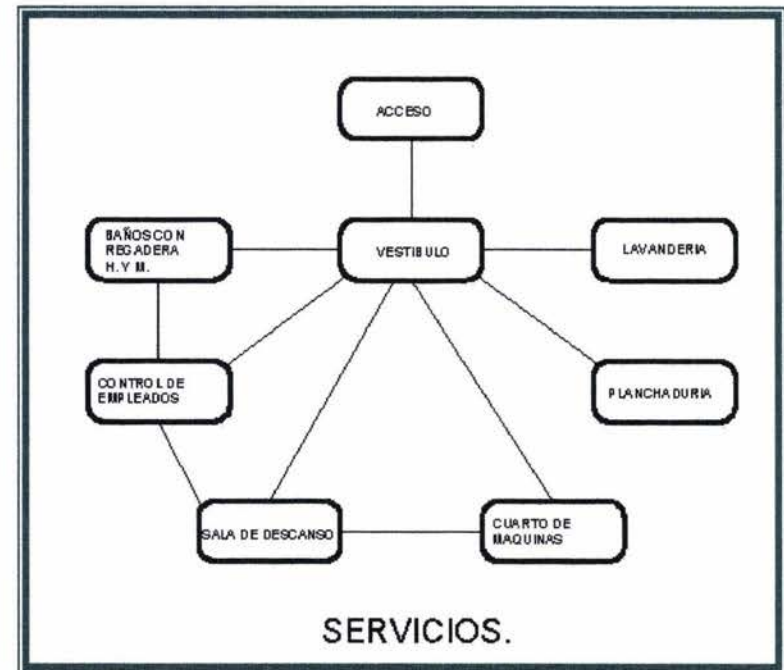 ACCESO
BAÑOS CON
REGADERA
H. Y M.
VESTIBULO
LAVANDERIA
CONTROL DE
EMPLEADOS
PLANCHADURIA
SALA DE DESCANSO
CUARTO DE
MAQUINAS
SERVICIOS.